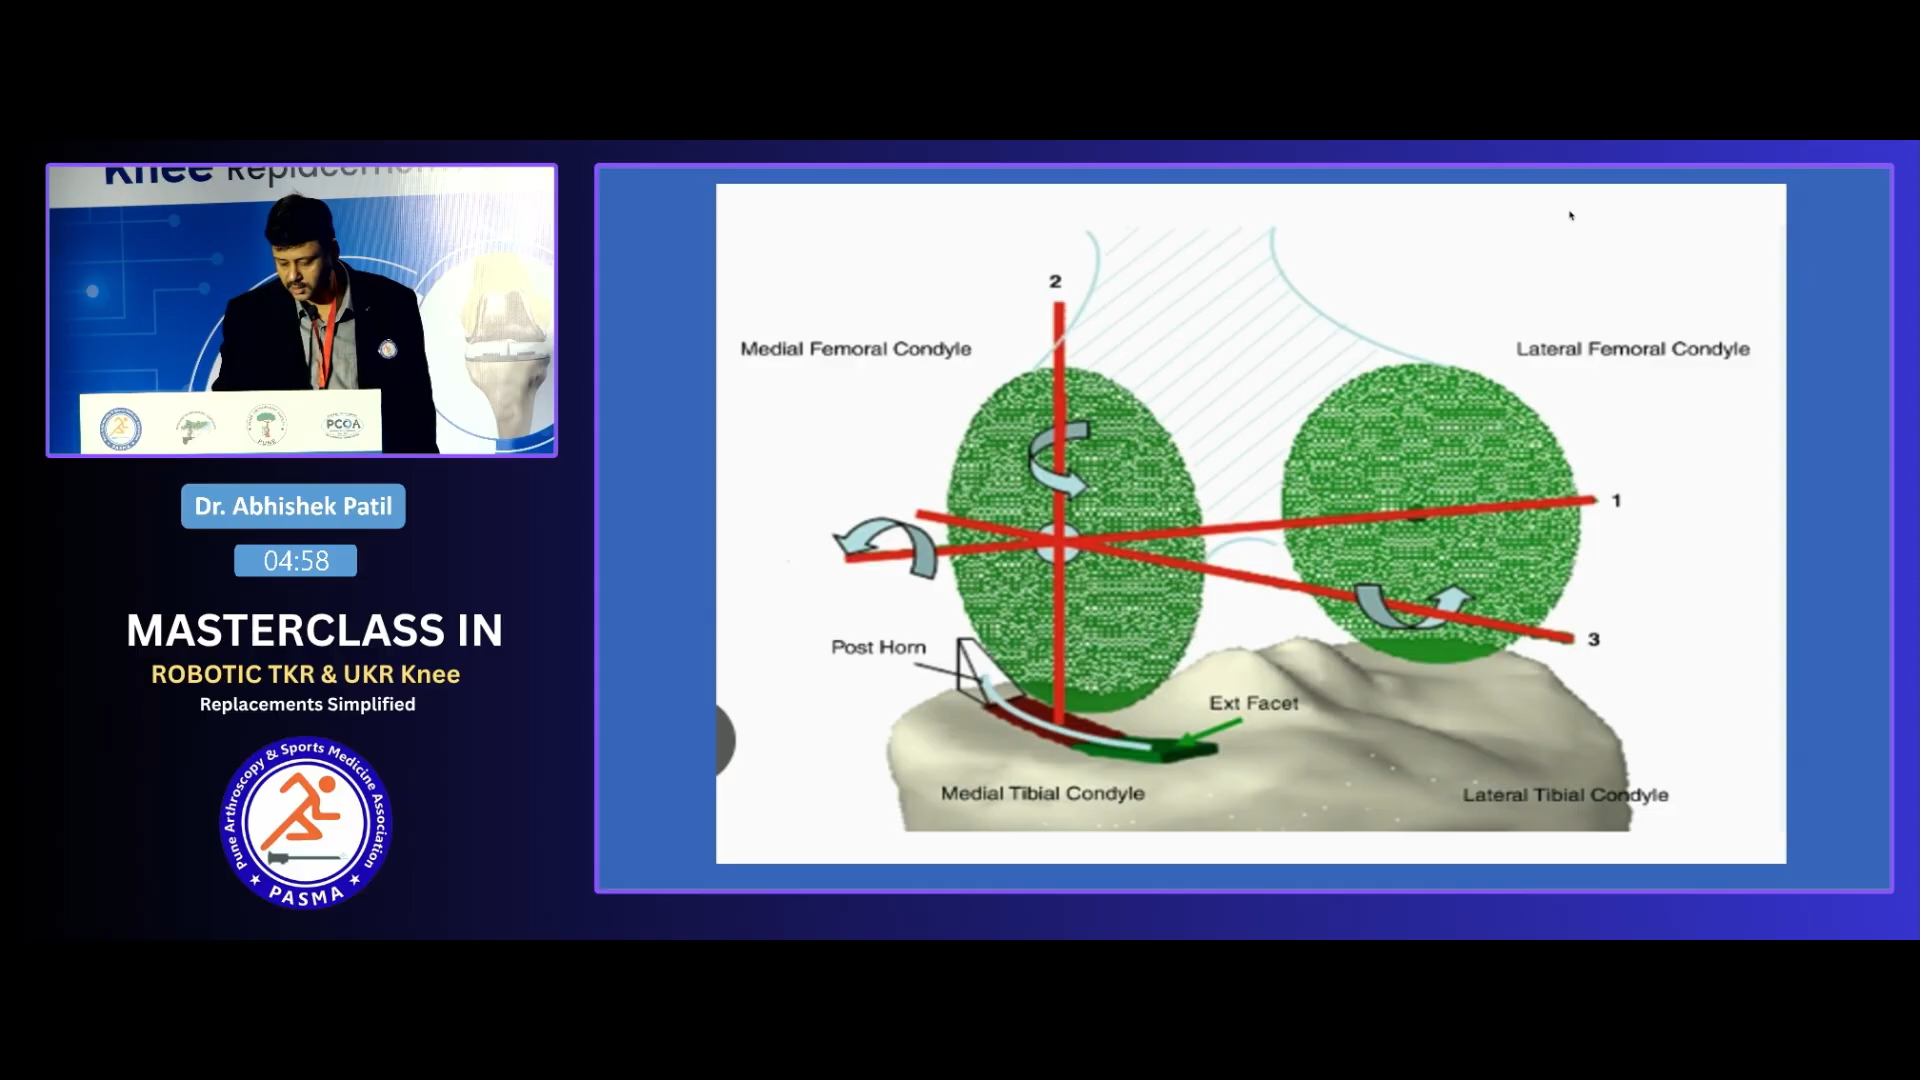 Knee Replacement
PUNE
PCOA
Dr. Abhishek Patil
04:58
MASTERCLASS IN
ROBOTIC TKR & UKR Knee
Replacements Simplified
Pune Arthroscopy & Sports Medicine Association
PASMA
2
Medial Femoral Condyle
Lateral Femoral Condyle
1
3
Post Horn
Ext Facet
Medial Tibial Condyle
Lateral Tibial Condyle